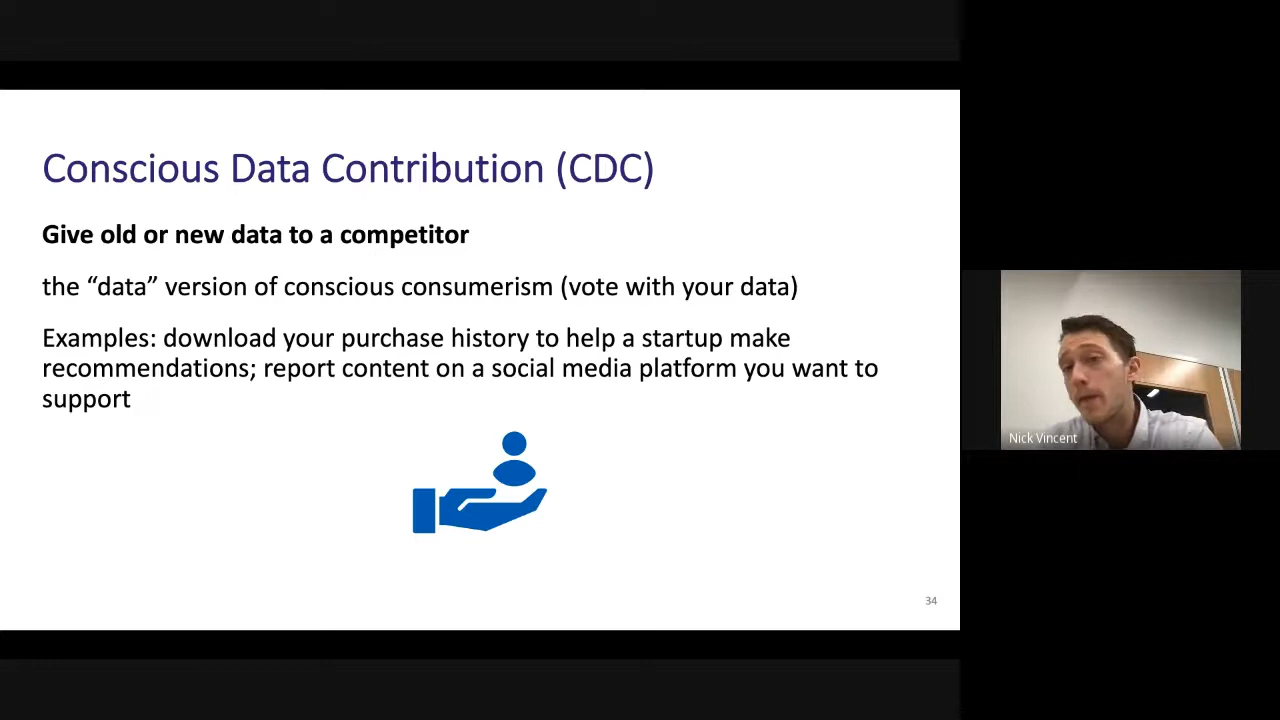 Conscious Data Contribution (CDC)
Give old or new data to a competitor
the “data” version of conscious consumerism (vote with your data)
Examples: download your purchase history to help a startup make
recommendations; report content on a social media platform you want to
support
34
Nick Vincent